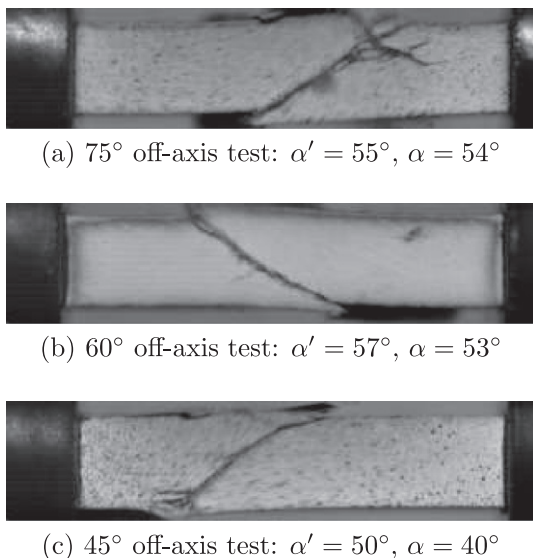 (a) 75° off-axis test: α′ = 55°, α = 54°
(b) 60° off-axis test: α′ = 57°, α = 53°
(c) 45° off-axis test: α′ = 50°, α = 40°